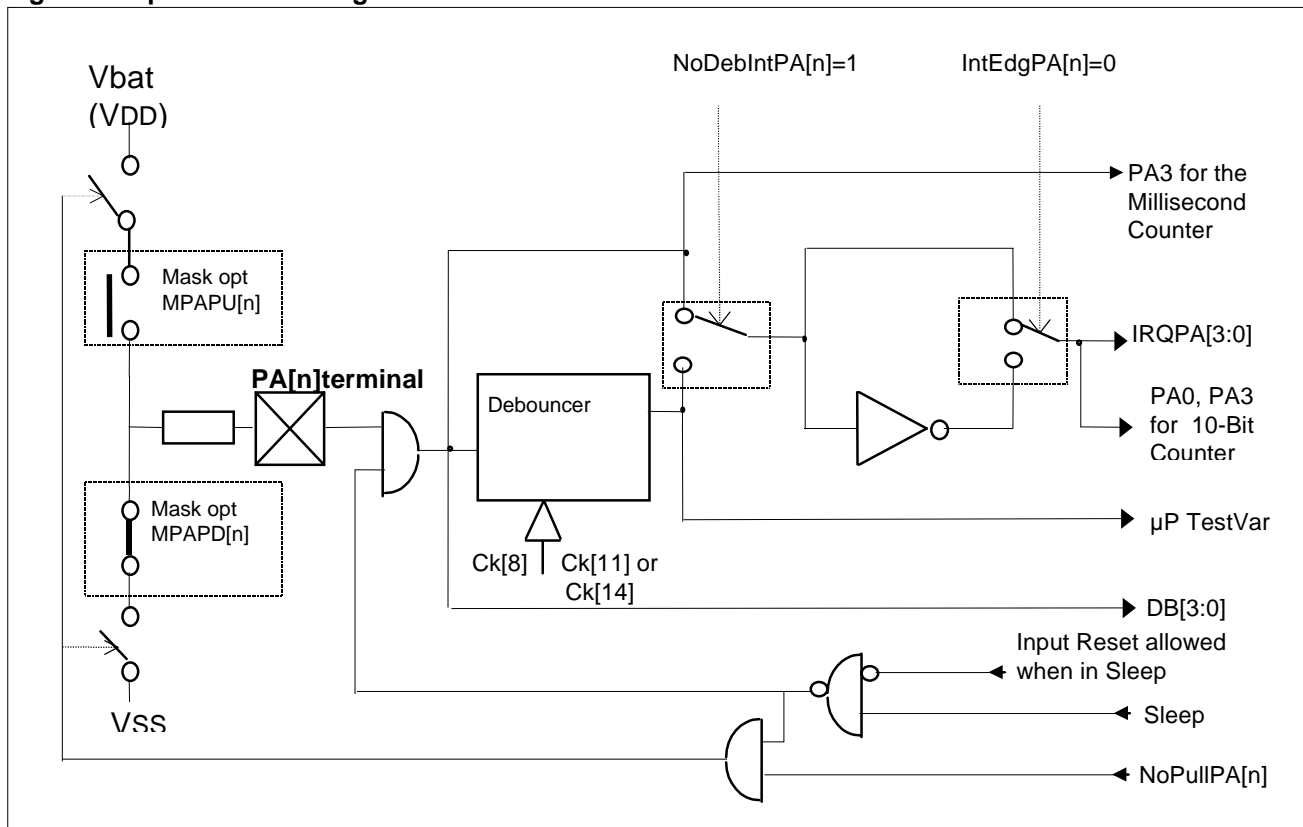 NoDebIntPA[n]=1
IntEdgPA[n]=0
Vbat
(VDD)
PA3 for the
Millisecond
Counter
Mask opt
MPAPU[n]
IRQPA[3:0]
PA[n]terminal
Debouncer
PA0, PA3
for 10-Bit
Counter
Mask opt
MPAPD[n]
µP TestVar
Ck[8]
Ck[11] or
Ck[14]
DB[3:0]
Input Reset allowed
when in Sleep
Sleep
VSS
NoPullPA[n]